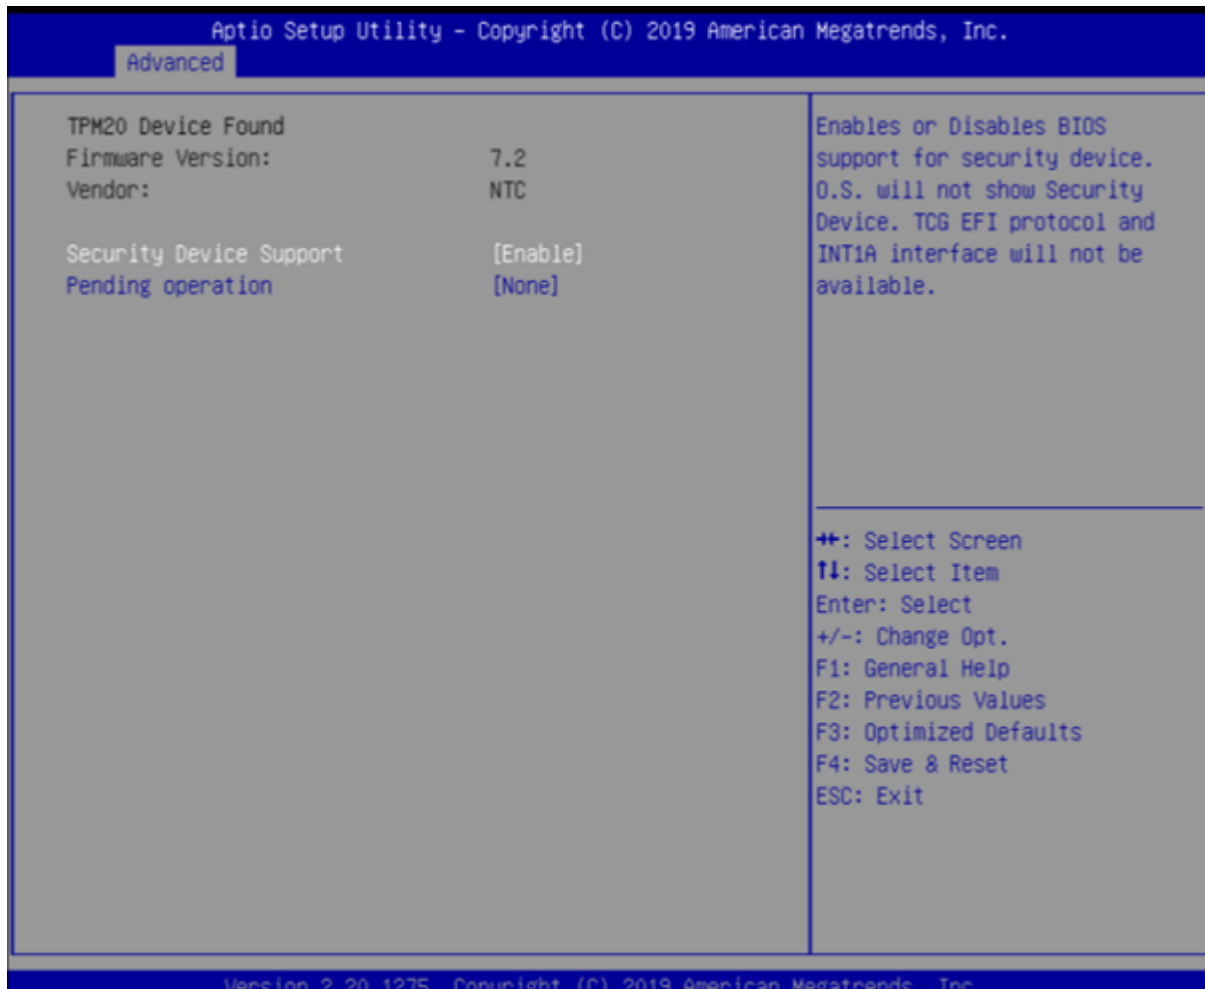 Aptio Setup Utility – Copyright (C) 2019 American Megatrends, Inc.
Advanced
TPM20 Device Found
Firmware Version: 7.2
Vendor: NTC
Security Device Support [Enable]
Pending operation [None]
Enables or Disables BIOS
support for security device.
O.S. will not show Security
Device. TCG EFI protocol and
INT1A interface will not be
available.
→←: Select Screen
↑↓: Select Item
Enter: Select
+/-: Change Opt.
F1: General Help
F2: Previous Values
F3: Optimized Defaults
F4: Save & Reset
ESC: Exit
Version 2.20.1275. Copyright (C) 2019 American Megatrends, Inc.